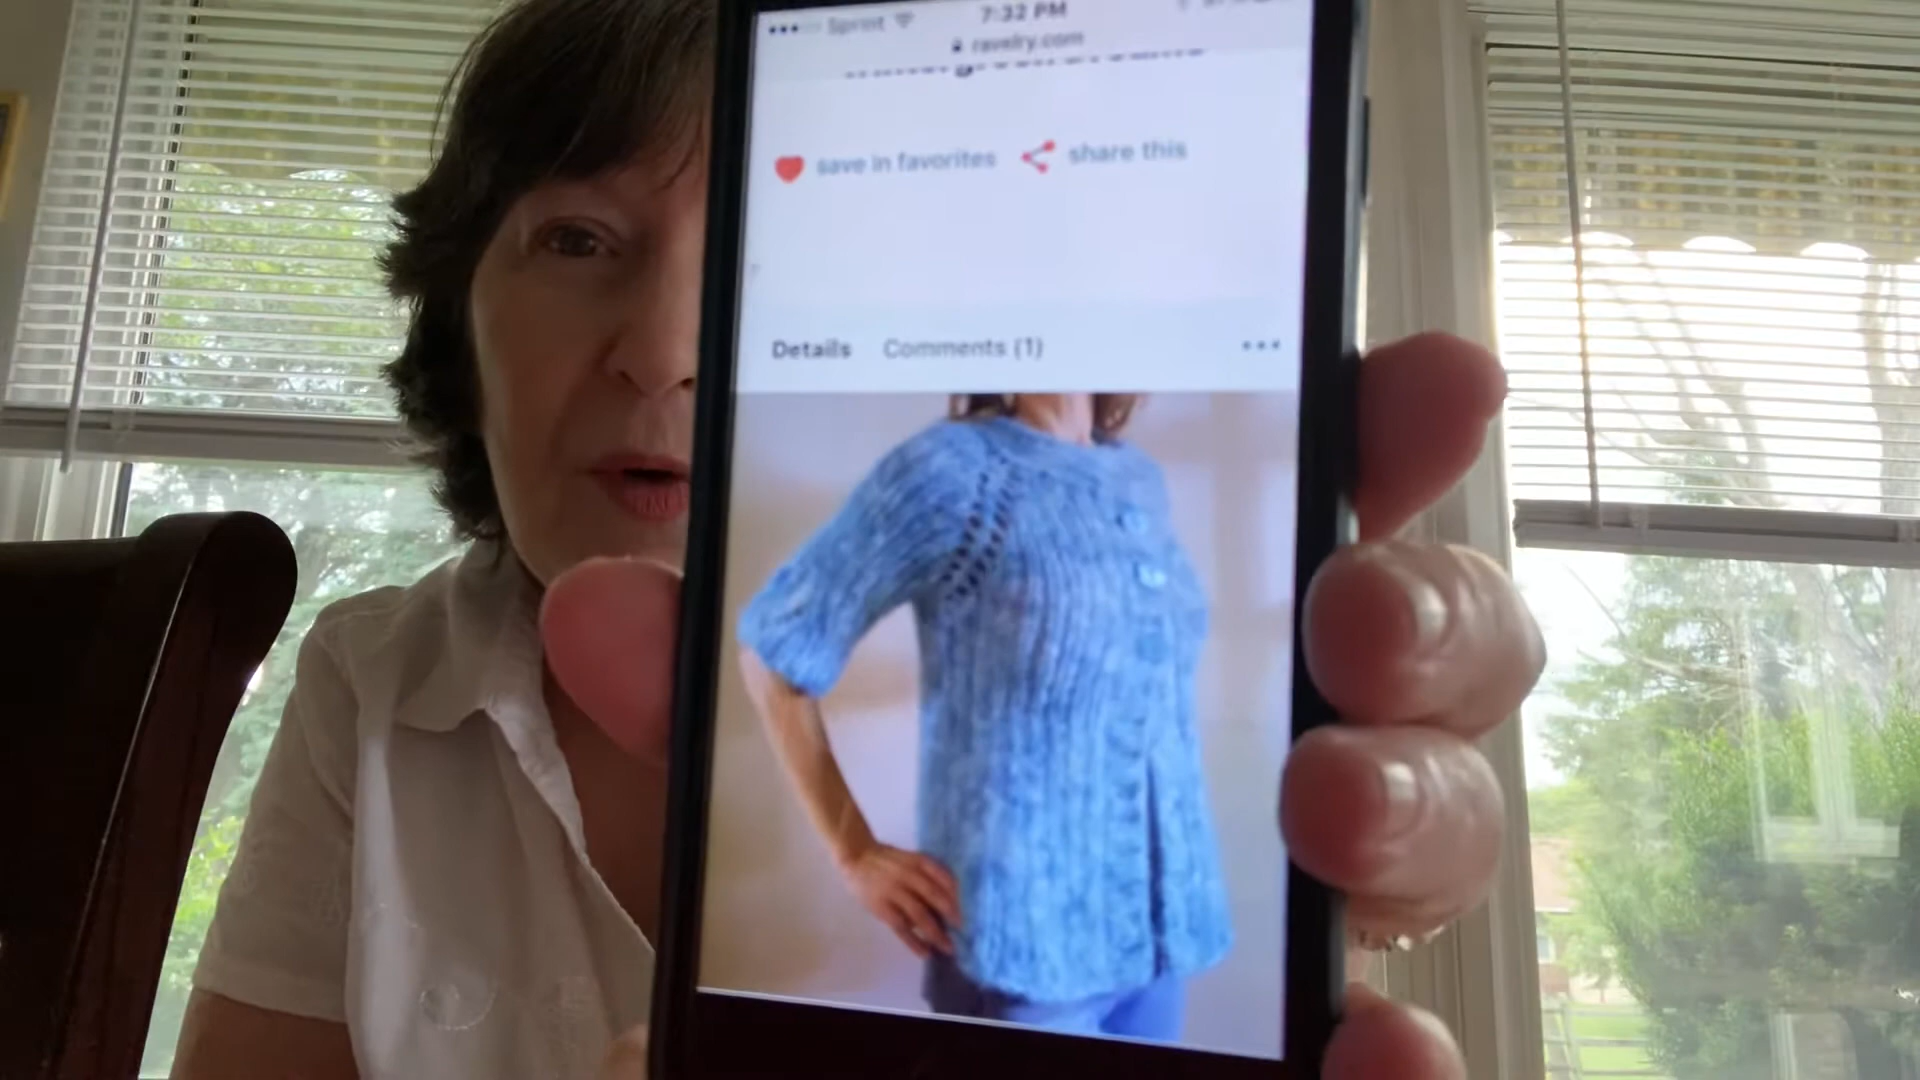 Sprint 7:32 PM
ravelry.com
save in favorites share this
Details Comments (1)